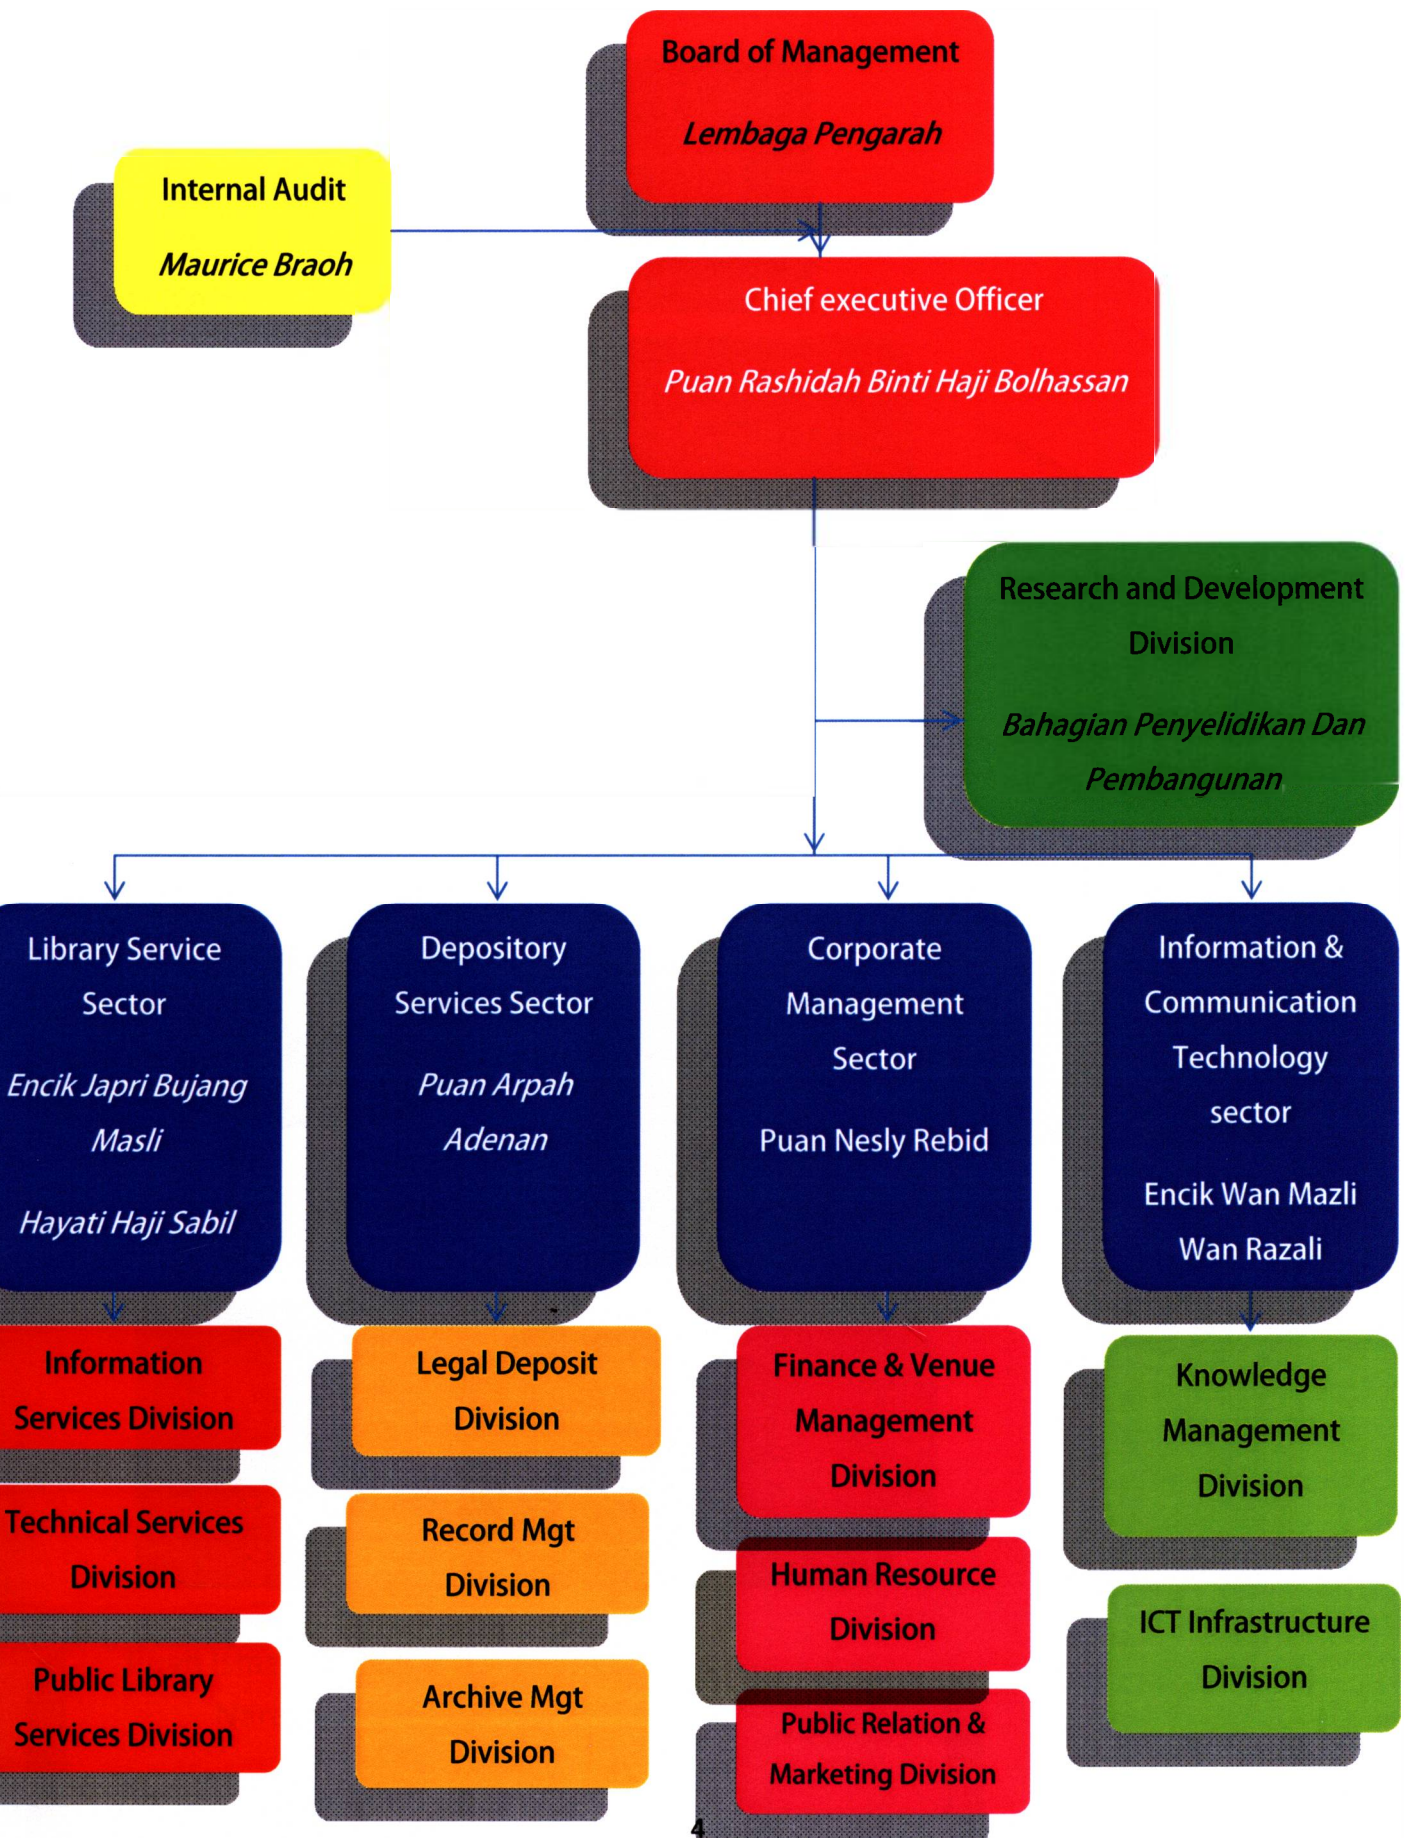 Board of Management
Lembaga Pengarah
Internal Audit
Maurice Braoh
Chief executive Officer
Puan Rashidah Binti Haji Bolhassan
Research and Development
Division
Bahagian Penyelidikan Dan
Pembangunan
Library Service
Sector
Encik Japri Bujang
Masli
Hayati Haji Sabil
Depository
Services Sector
Puan Arpah
Adenan
Corporate
Management
Sector
Puan Nesly Rebid
Information &
Communication
Technology
sector
Encik Wan Mazli
Wan Razali
Information
Services Division
Technical Services
Division
Public Library
Services Division
Legal Deposit
Division
Record Mgt
Division
Archive Mgt
Division
Finance & Venue
Management
Division
Human Resource
Division
Public Relation &
Marketing Division
Knowledge
Management
Division
ICT Infrastructure
Division
4